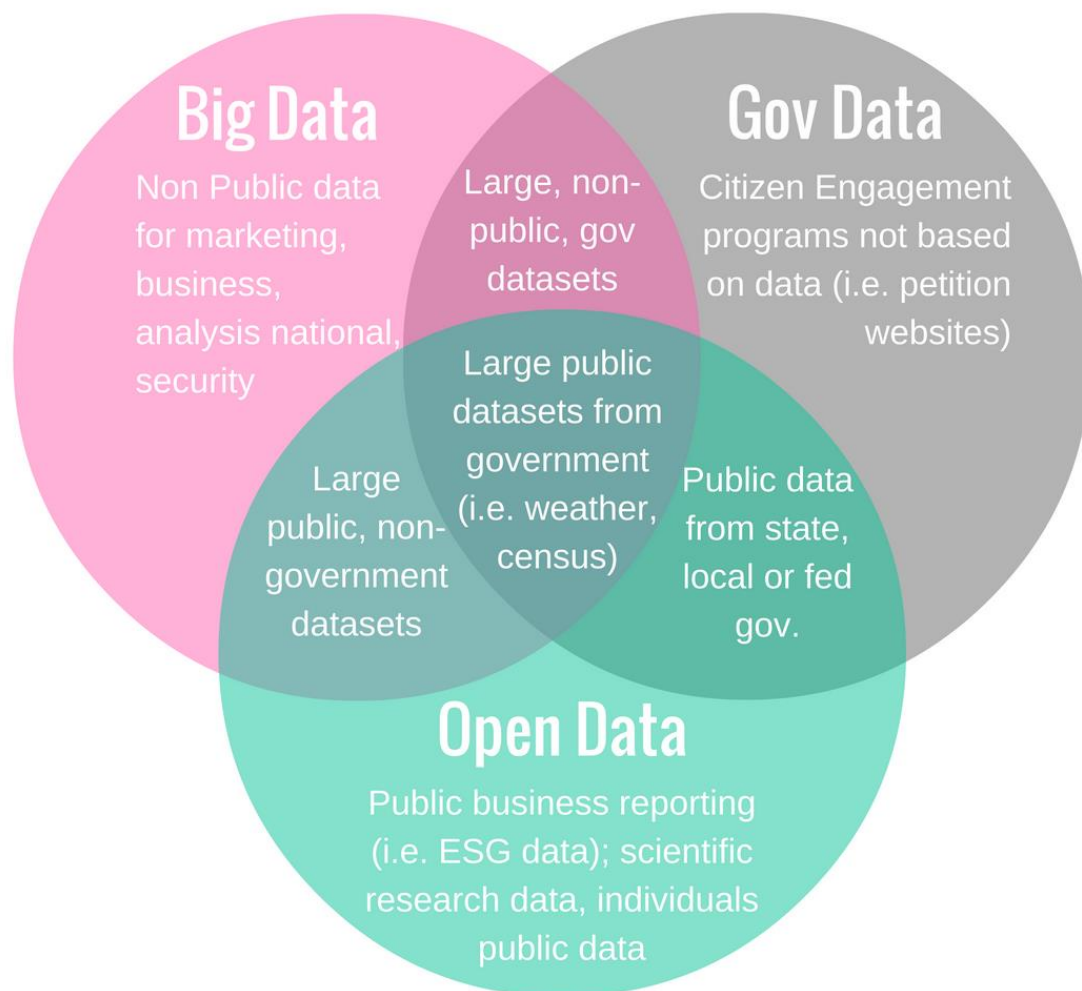 Big Data
Non Public data
for marketing,
business,
analysis national,
security
Large, non-
public, gov
datasets
Gov Data
Citizen Engagement
programs not based
on data (i.e. petition
websites)
Large public
datasets from
government
(i.e. weather,
census)
Large
public, non-
government
datasets
Public data
from state,
local or fed
gov.
Open Data
Public business reporting
(i.e. ESG data); scientific
research data, individuals
public data